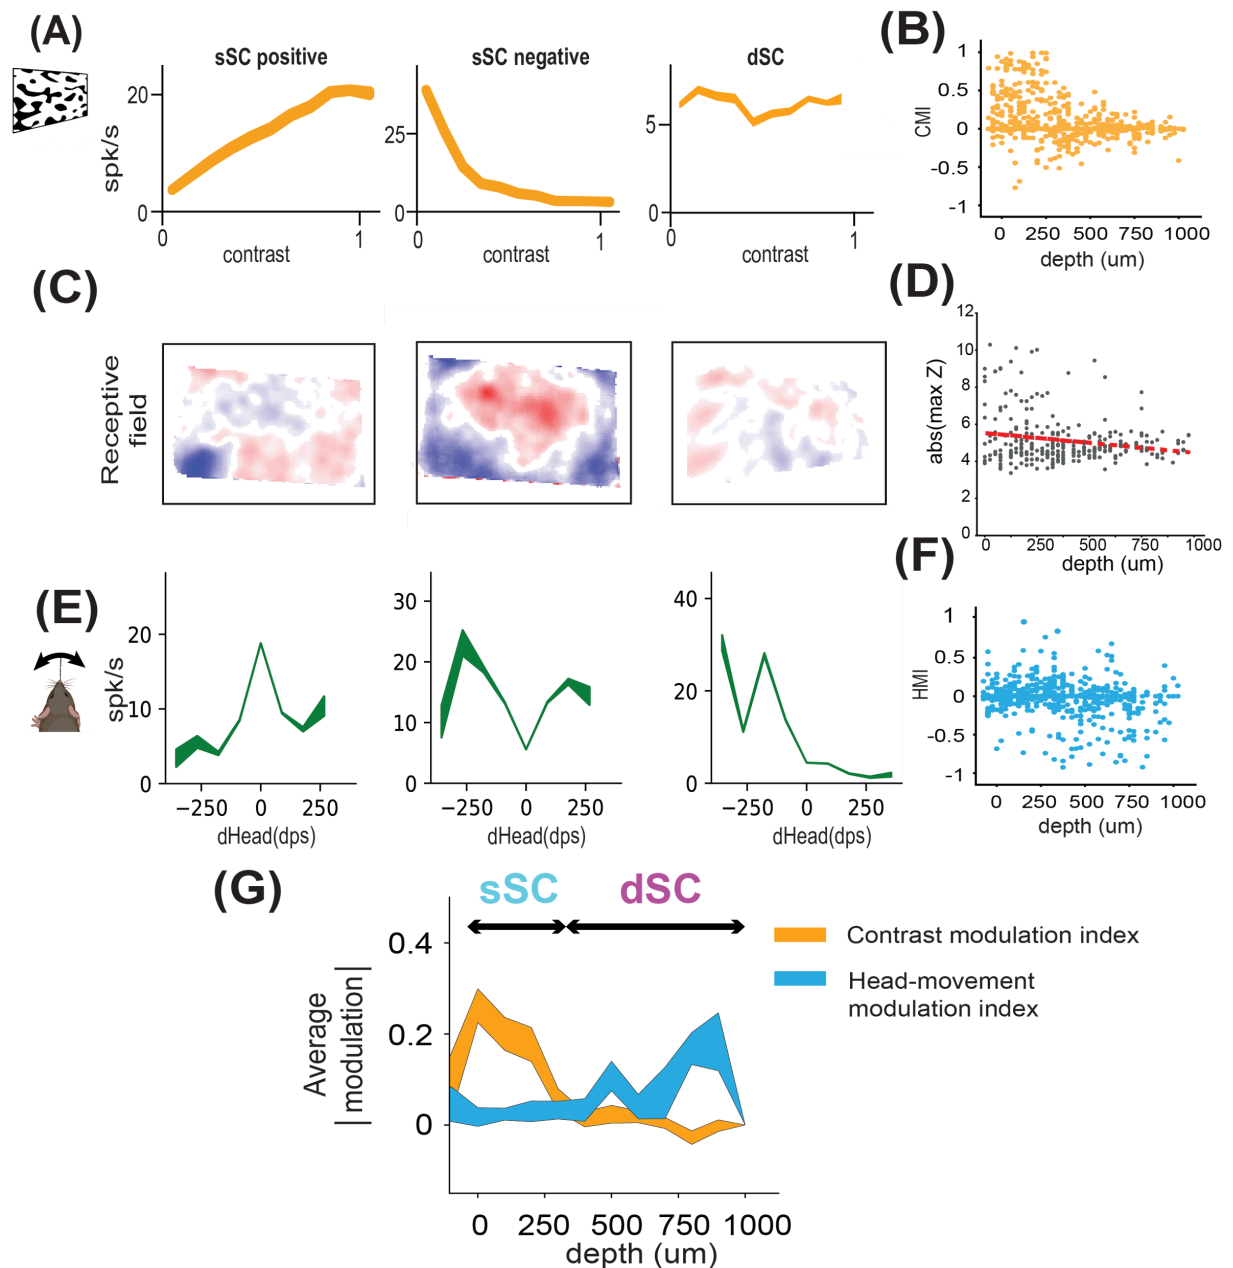 (A)
sSC positive
sSC negative
dSC
(B)
spk/s
20
0
0
1
contrast
25
0
0
1
contrast
5
0
0
1
contrast
CMI
1
0.5
0
-0.5
-1
0 250 500 750 1000
depth (um)
(C)
Receptive
field
(D)
abs(max Z)
12
10
8
6
4
2
0
0 250 500 750 1000
depth (um)
(E)
spk/s
20
10
0
−250 0 250
dHead(dps)
30
20
10
0
−250 0 250
dHead(dps)
40
20
0
−250 0 250
dHead(dps)
(F)
HMI
1
0.5
0
-0.5
-1
0 250 500 750 1000
depth (um)
(G)
sSC dSC
Average
|modulation|
0.4
0.2
0
0 250 500 750 1000
depth (um)
Contrast modulation index
Head-movement
modulation index